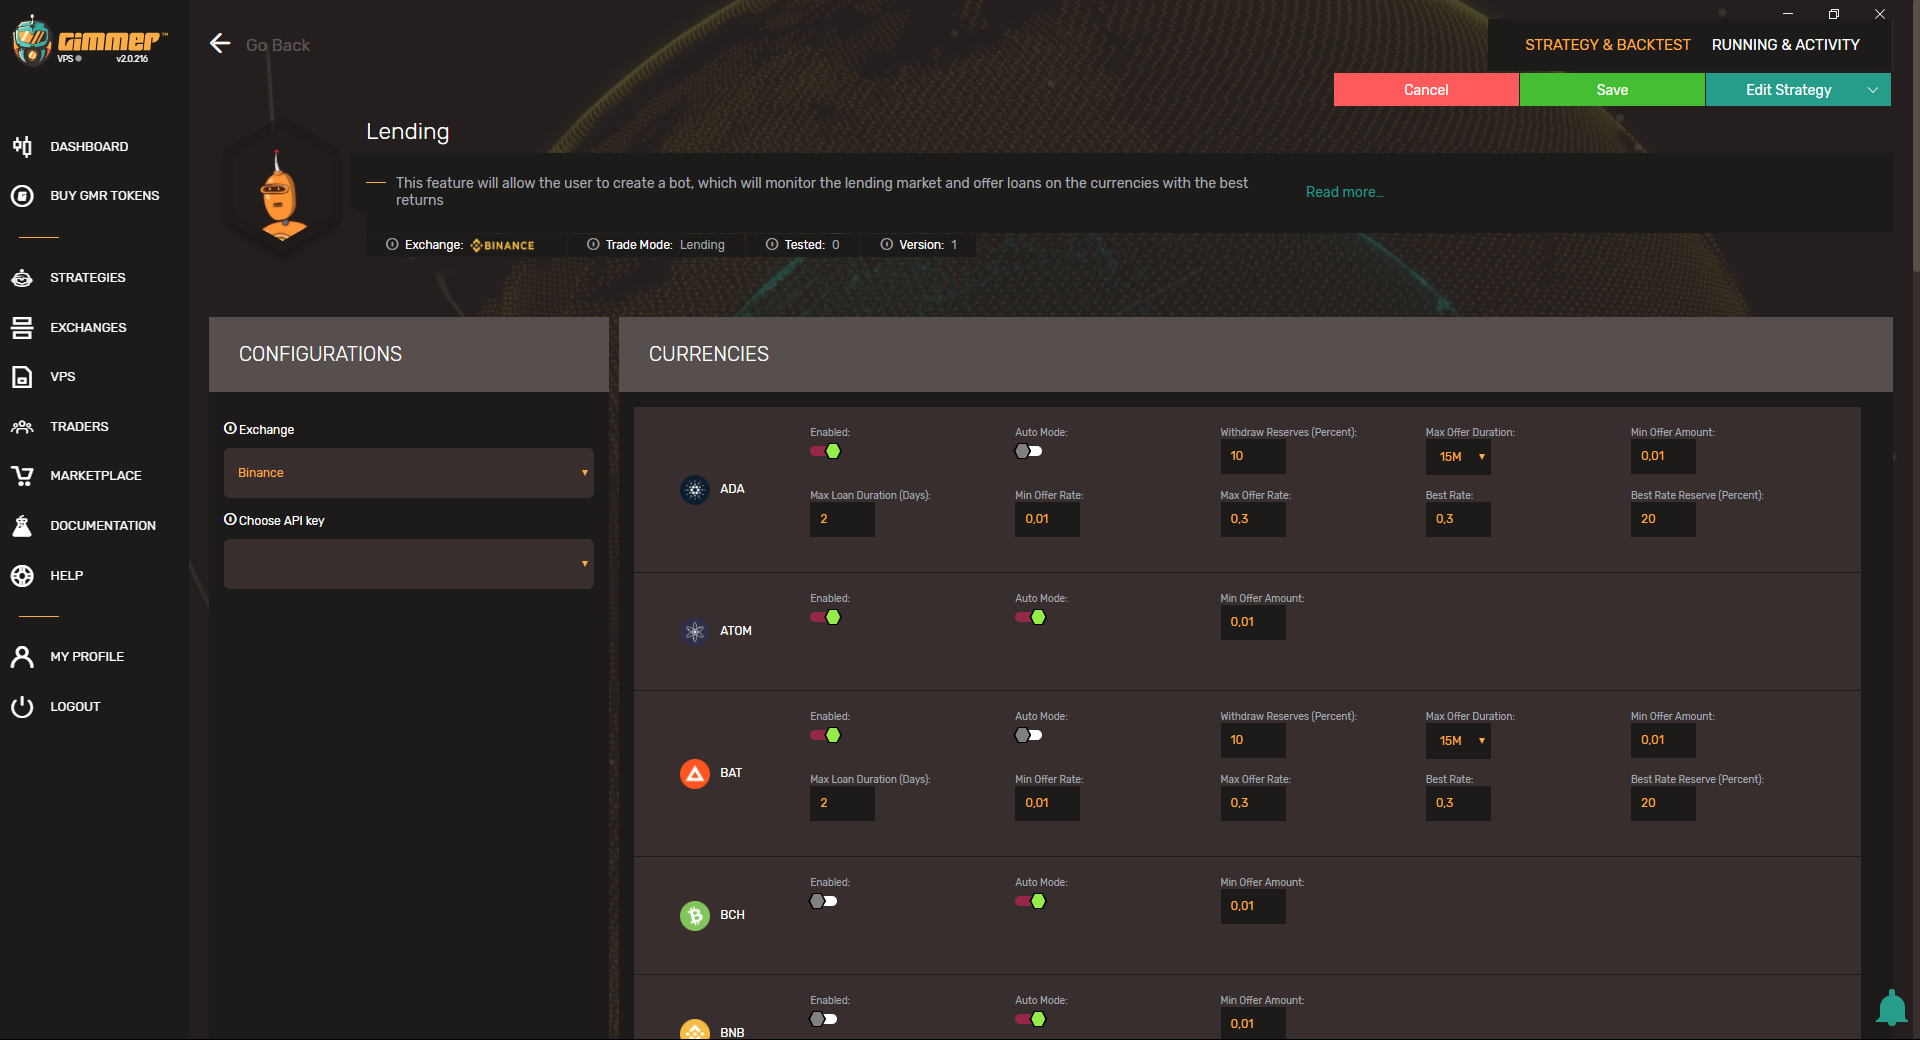 GIMMER™
VPS v2.0.216
DASHBOARD
BUY GMR TOKENS
STRATEGIES
EXCHANGES
VPS
TRADERS
MARKETPLACE
DOCUMENTATION
HELP
MY PROFILE
LOGOUT
Go Back
STRATEGY & BACKTEST RUNNING & ACTIVITY
Cancel Save Edit Strategy
Lending
This feature will allow the user to create a bot, which will monitor the lending market and offer loans on the currencies with the best
returns
Read more...
Exchange: BINANCE Trade Mode: Lending Tested: 0 Version: 1
CONFIGURATIONS
Exchange
Binance
Choose API key
CURRENCIES
ADA
Enabled: Auto Mode: Withdraw Reserves (Percent): Max Offer Duration: Min Offer Amount:
10 15M 0,01
Max Loan Duration (Days): Min Offer Rate: Max Offer Rate: Best Rate: Best Rate Reserve (Percent):
2 0,01 0,3 0,3 20
ATOM
Enabled: Auto Mode: Min Offer Amount:
0,01
BAT
Enabled: Auto Mode: Withdraw Reserves (Percent): Max Offer Duration: Min Offer Amount:
10 15M 0,01
Max Loan Duration (Days): Min Offer Rate: Max Offer Rate: Best Rate: Best Rate Reserve (Percent):
2 0,01 0,3 0,3 20
BCH
Enabled: Auto Mode: Min Offer Amount:
0,01
BNB
Enabled: Auto Mode: Min Offer Amount:
0,01